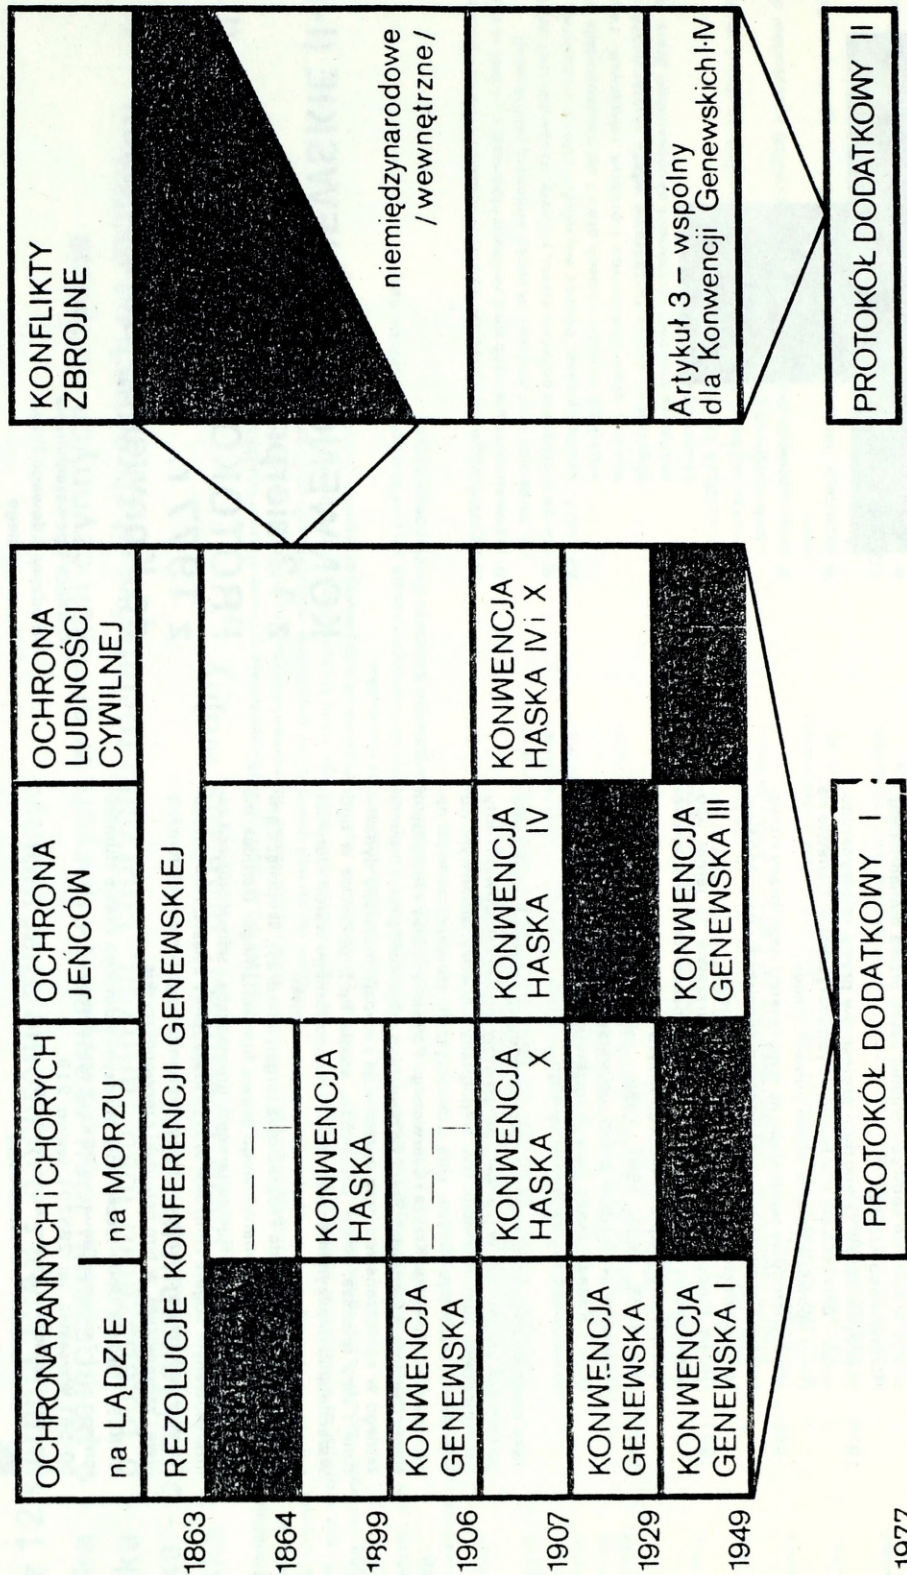 OCHRONA RANNYCH i CHORYCH
na LĄDZIE
na MORZU
OCHRONA
JEŃCÓW
OCHRONA
LUDNOŚCI
CYWILNEJ
KONFLIKTY
ZBROJNE
1863
REZOLUCJE KONFERENCJI GENEWSKIEJ
niemiędzynarodowe
/wewnętrzne/
1864
1899
KONWENCJA
HASKA
1906
KONWENCJA
GENEWSKA
1907
KONWENCJA
HASKA X
KONWENCJA
HASKA IV
KONWENCJA
HASKA IV i X
1929
KONWENCJA
GENEWSKA
1949
KONWENCJA
GENEWSKA I
KONWENCJA
GENEWSKA III
Artykuł 3 – wspólny
dla Konwencji Genewskich I-IV
1977
PROTOKÓŁ DODATKOWY I
PROTOKÓŁ DODATKOWY II